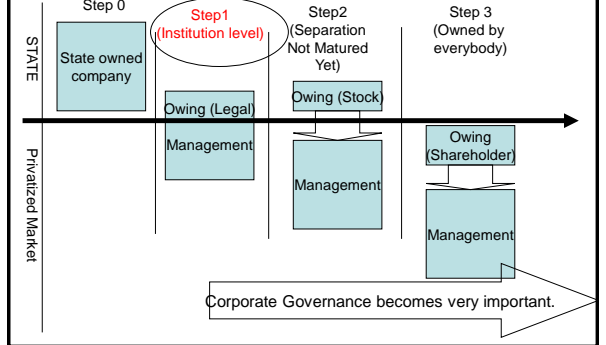 Step 0
Step1
(Institution level)
Step2
(Separation
Not Matured
Yet)
Step 3
(Owned by
everybody)
STATE
State owned
company
Owing (Legal)
Management
Owing (Stock)
Management
Owing
(Shareholder)
Management
Privatized Market
Corporate Governance becomes very important.